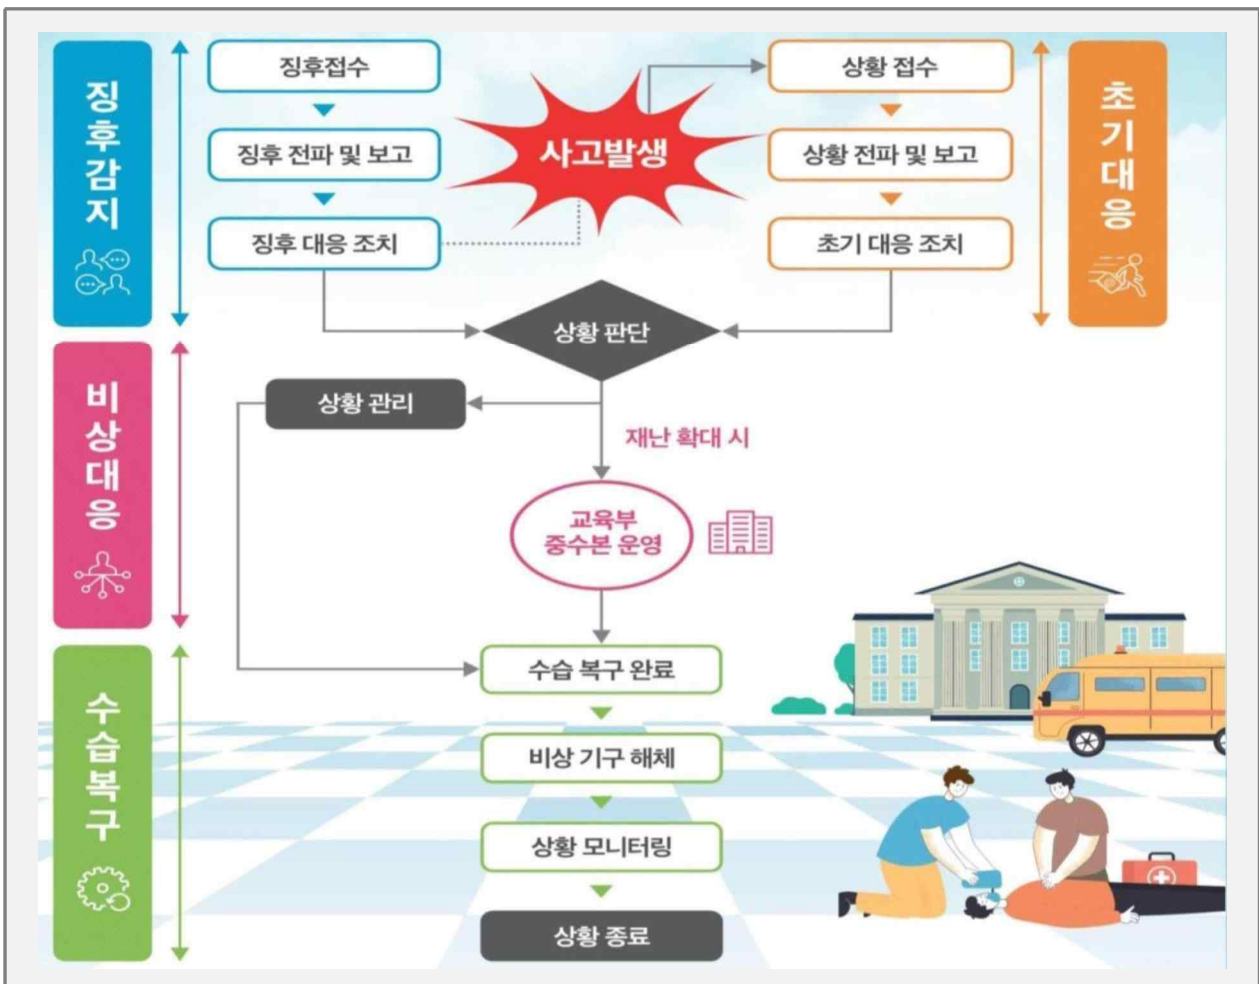 징후감지
징후접수
징후 전파 및 보고
징후 대응 조치
사고발생
상황 접수
상황 전파 및 보고
초기 대응 조치
초기대응
상황 판단
비상대응
상황 관리
재난 확대 시
교육부
중수본 운영
수습복구
수습 복구 완료
비상 기구 해체
상황 모니터링
상황 종료